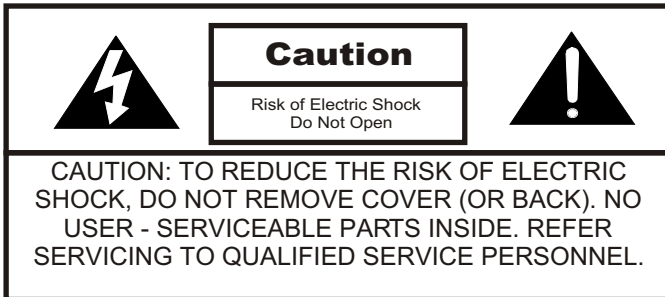 Caution
Risk of Electric Shock
Do Not Open
CAUTION: TO REDUCE THE RISK OF ELECTRIC
SHOCK, DO NOT REMOVE COVER (OR BACK). NO
USER - SERVICEABLE PARTS INSIDE. REFER
SERVICING TO QUALIFIED SERVICE PERSONNEL.